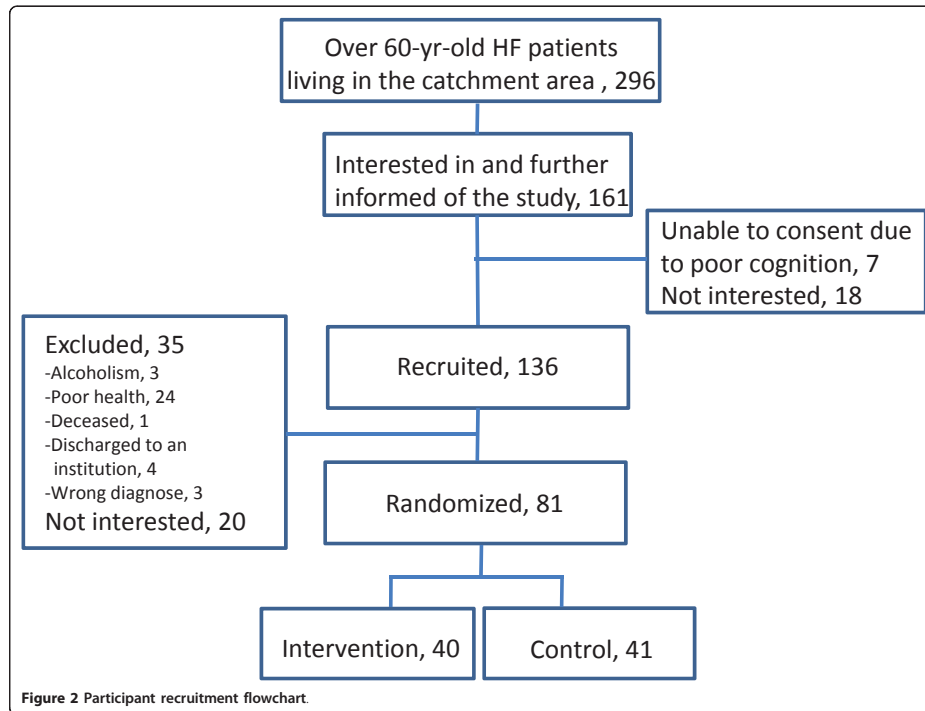 Over 60-yr-old HF patients
living in the catchment area , 296
Interested in and further
informed of the study, 161
Unable to consent due
to poor cognition, 7
Not interested, 18
Recruited, 136
Excluded, 35
-Alcoholism, 3
-Poor health, 24
-Deceased, 1
-Discharged to an
institution, 4
-Wrong diagnose, 3
Not interested, 20
Randomized, 81
Intervention, 40
Control, 41
Figure 2 Participant recruitment flowchart.